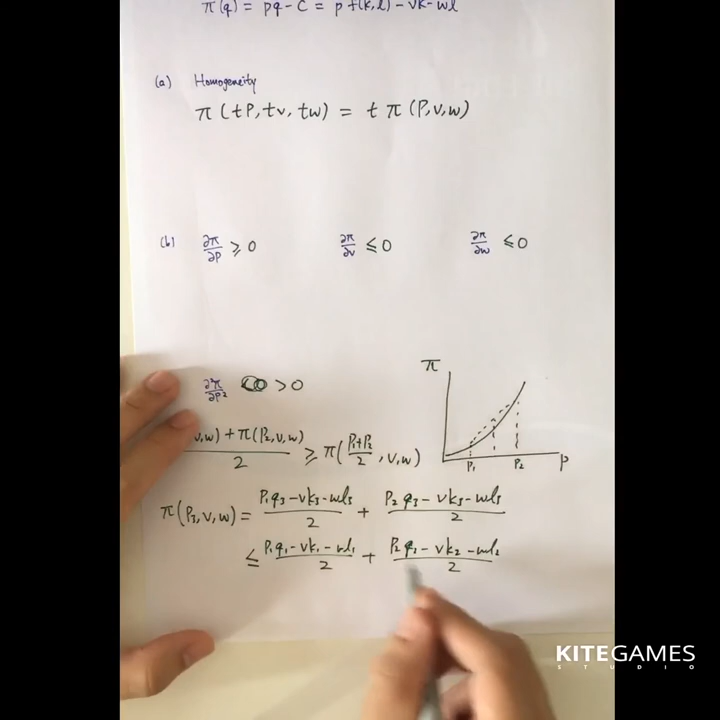 π(q) = pq - C = p f(k,l) - vk - wl
(a) Homogeneity
π(tP, tv, tw) = t π(P,v,w)
(b) ∂π/∂P ≥ 0 ∂π/∂v ≤ 0 ∂π/∂w ≤ 0
∂²π/∂P² > 0
v,w) + π(P₂,v,w) / 2 ≥ π(P₁+P₂/2, v,w)
π
P₁ P₂ P
π(P₃,v,w) = P₁q₃-vk₃-wl₃ / 2 + P₂q₃-vk₃-wl₃ / 2
≤ P₁q₁-vk₁-wl₁ / 2 + P₂q₂-vk₂-wl₂ / 2
KITEGAMES
STUDIO